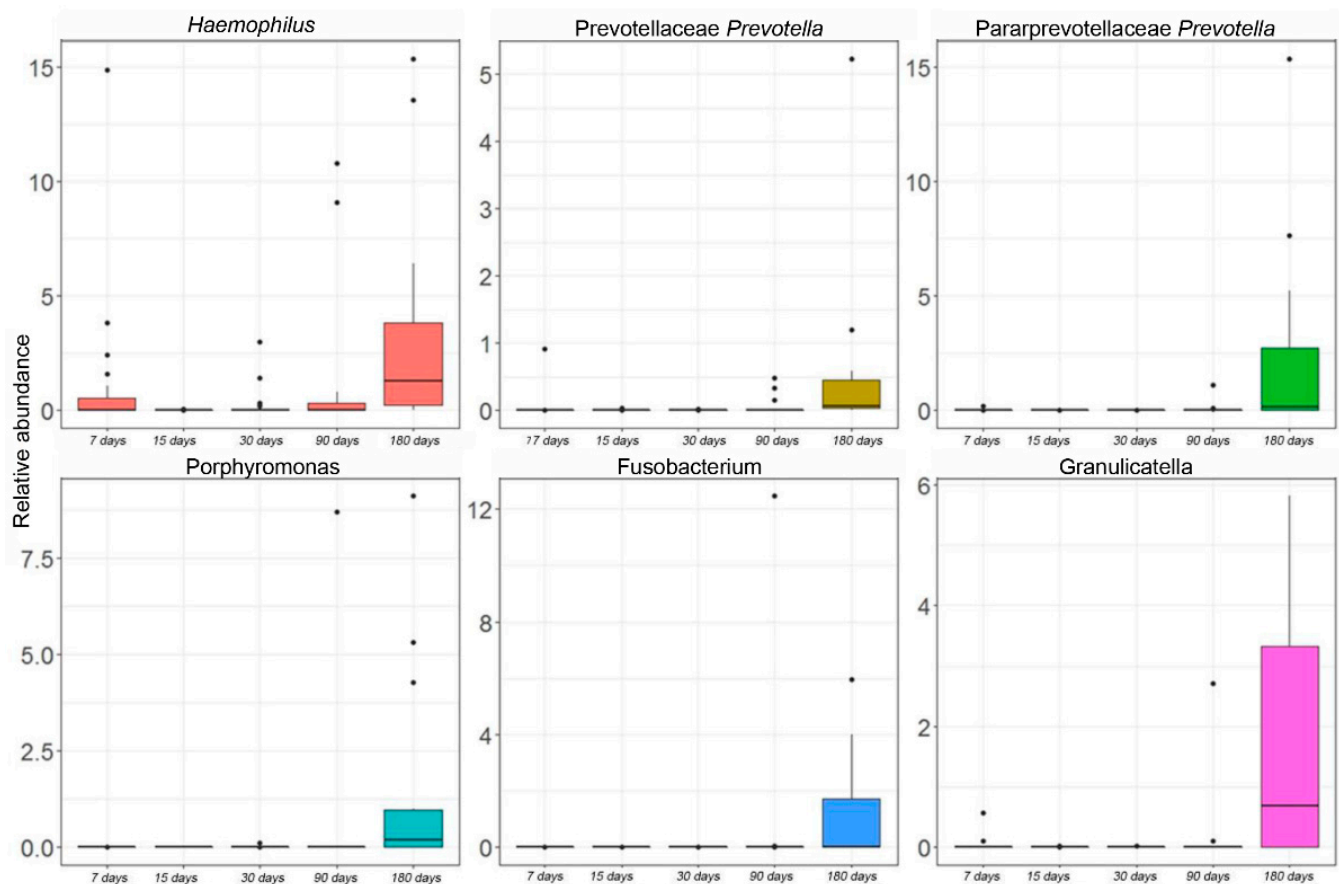 Haemophilus
Prevotellaceae Prevotella
Pararprevotellaceae Prevotella
Relative abundance
15
10
5
0
7 days 15 days 30 days 90 days 180 days
5
4
3
2
1
0
77 days 15 days 30 days 90 days 180 days
15
10
5
0
7 days 15 days 30 days 90 days 180 days
Porphyromonas
Fusobacterium
Granulicatella
7.5
5.0
2.5
0.0
7 days 15 days 30 days 90 days 180 days
12
8
4
0
7 days 15 days 30 days 90 days 180 days
6
4
2
0
7 days 15 days 30 days 90 days 180 days